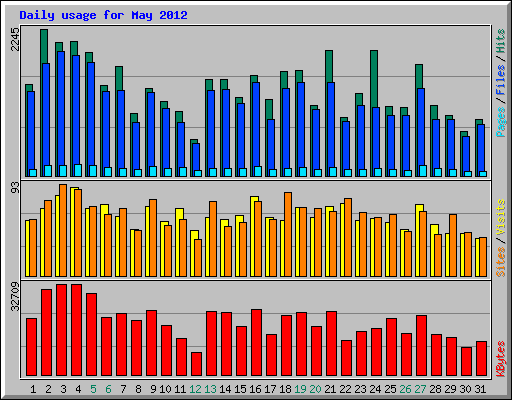 Daily usage for May 2012
2245
Pages / Files / Hits
93
Sites / Visits
32709
KBytes
1 2 3 4 5 6 7 8 9 10 11 12 13 14 15 16 17 18 19 20 21 22 23 24 25 26 27 28 29 30 31